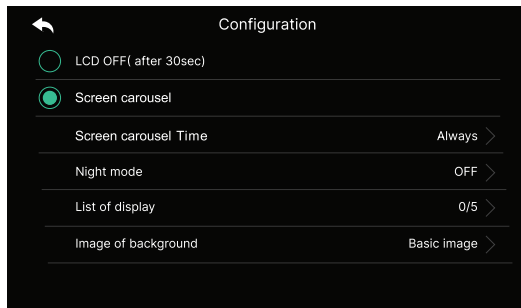 Configuration
LCD OFF( after 30sec)
Screen carousel
Screen carousel Time Always
Night mode OFF
List of display 0/5
Image of background Basic image